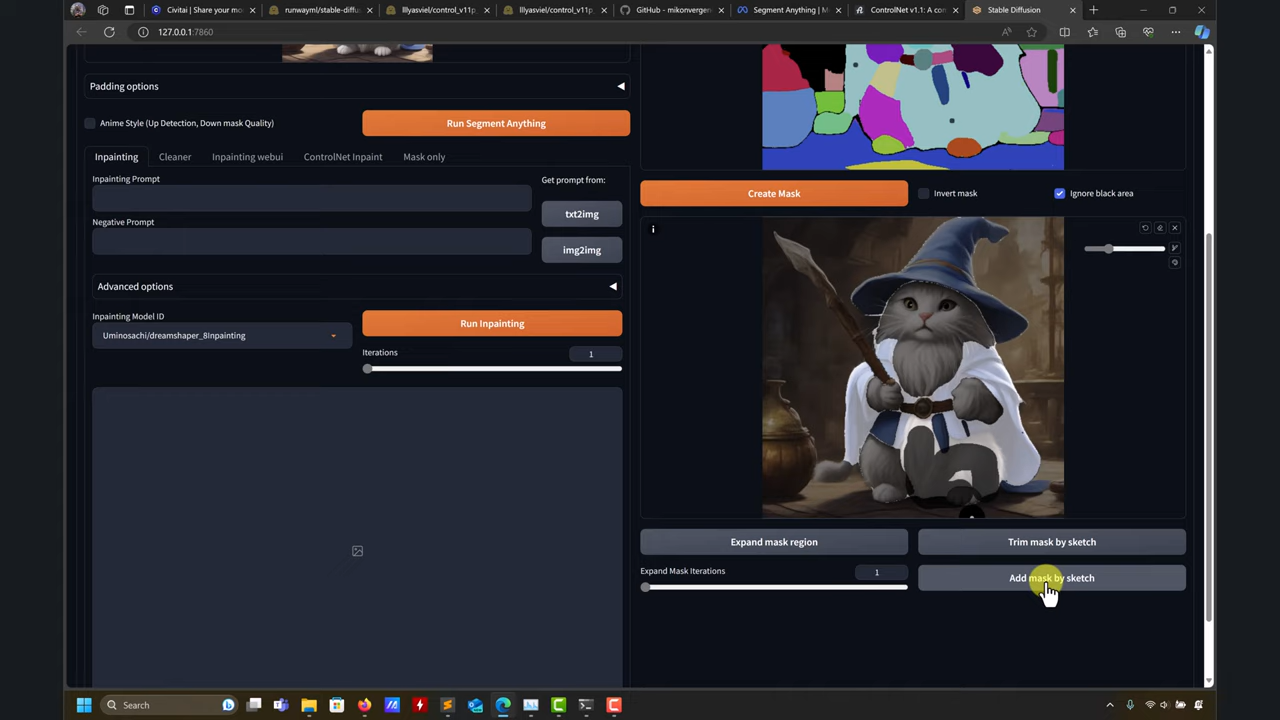 Civitai | Share your mo
runwayml/stable-diffu
lllyasviel/control_v11p
lllyasviel/control_v11p
GitHub - mikonvergen
Segment Anything | M
ControlNet v1.1: A con
Stable Diffusion
127.0.0.1:7860
Padding options
Anime Style (Up Detection, Down mask Quality)
Run Segment Anything
Inpainting
Cleaner
Inpainting webui
ControlNet Inpaint
Mask only
Inpainting Prompt
Get prompt from:
txt2img
Negative Prompt
img2img
Advanced options
Inpainting Model ID
Uminosachi/dreamshaper_8Inpainting
Run Inpainting
Iterations
1
Create Mask
Invert mask
Ignore black area
Expand mask region
Trim mask by sketch
Expand Mask Iterations
1
Add mask by sketch
Search